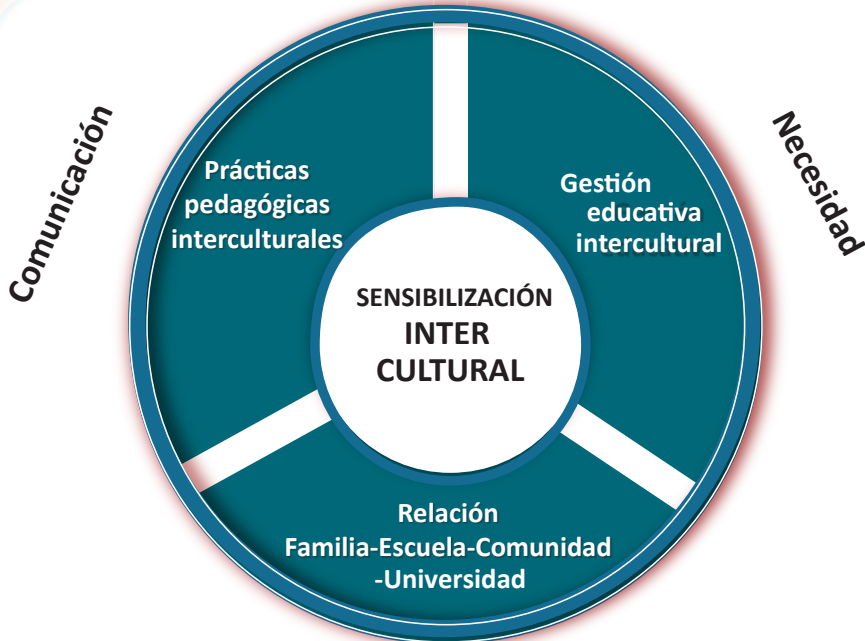 Comunicación
Necesidad
Prácticas
pedagógicas
interculturales
Gestión
educativa
intercultural
SENSIBILIZACIÓN
INTER
CULTURAL
Relación
Familia-Escuela-Comunidad
-Universidad